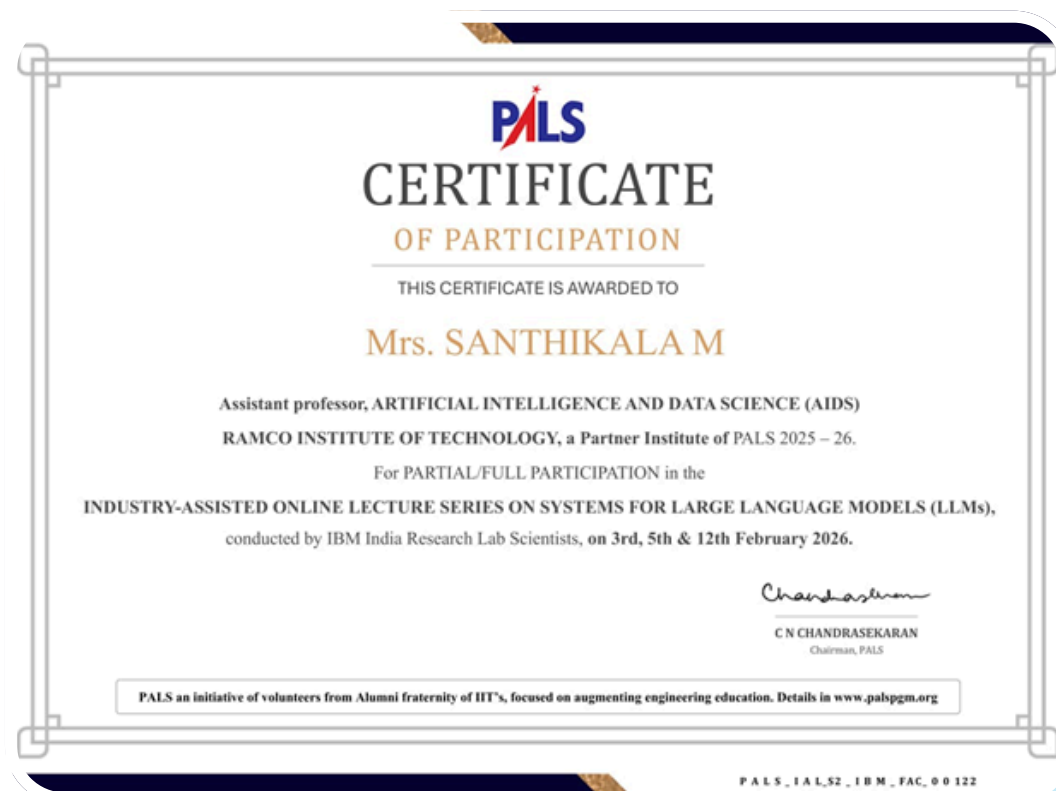 PALS
CERTIFICATE
OF PARTICIPATION
THIS CERTIFICATE IS AWARDED TO
Mrs. SANTHIKALA M
Assistant professor, ARTIFICIAL INTELLIGENCE AND DATA SCIENCE (AIDS)
RAMCO INSTITUTE OF TECHNOLOGY, a Partner Institute of PALS 2025 – 26.
For PARTIAL/FULL PARTICIPATION in the
INDUSTRY-ASSISTED ONLINE LECTURE SERIES ON SYSTEMS FOR LARGE LANGUAGE MODELS (LLMs),
conducted by IBM India Research Lab Scientists, on 3rd, 5th & 12th February 2026.
Chandrasekaran
C N CHANDRASEKARAN
Chairman, PALS
PALS an initiative of volunteers from Alumni fraternity of IIT's, focused on augmenting engineering education. Details in www.palspgm.org
PALS_IAL_S2_IBM_FAC_00122